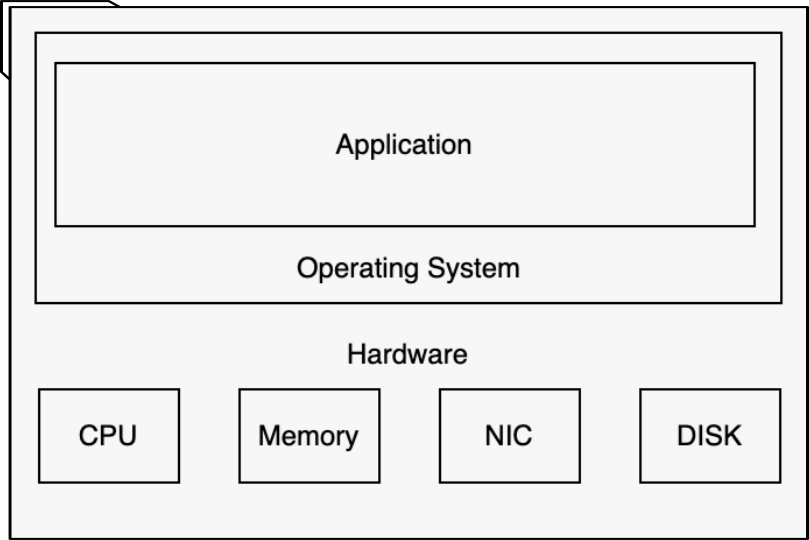 Application
Operating System
Hardware
CPU
Memory
NIC
DISK